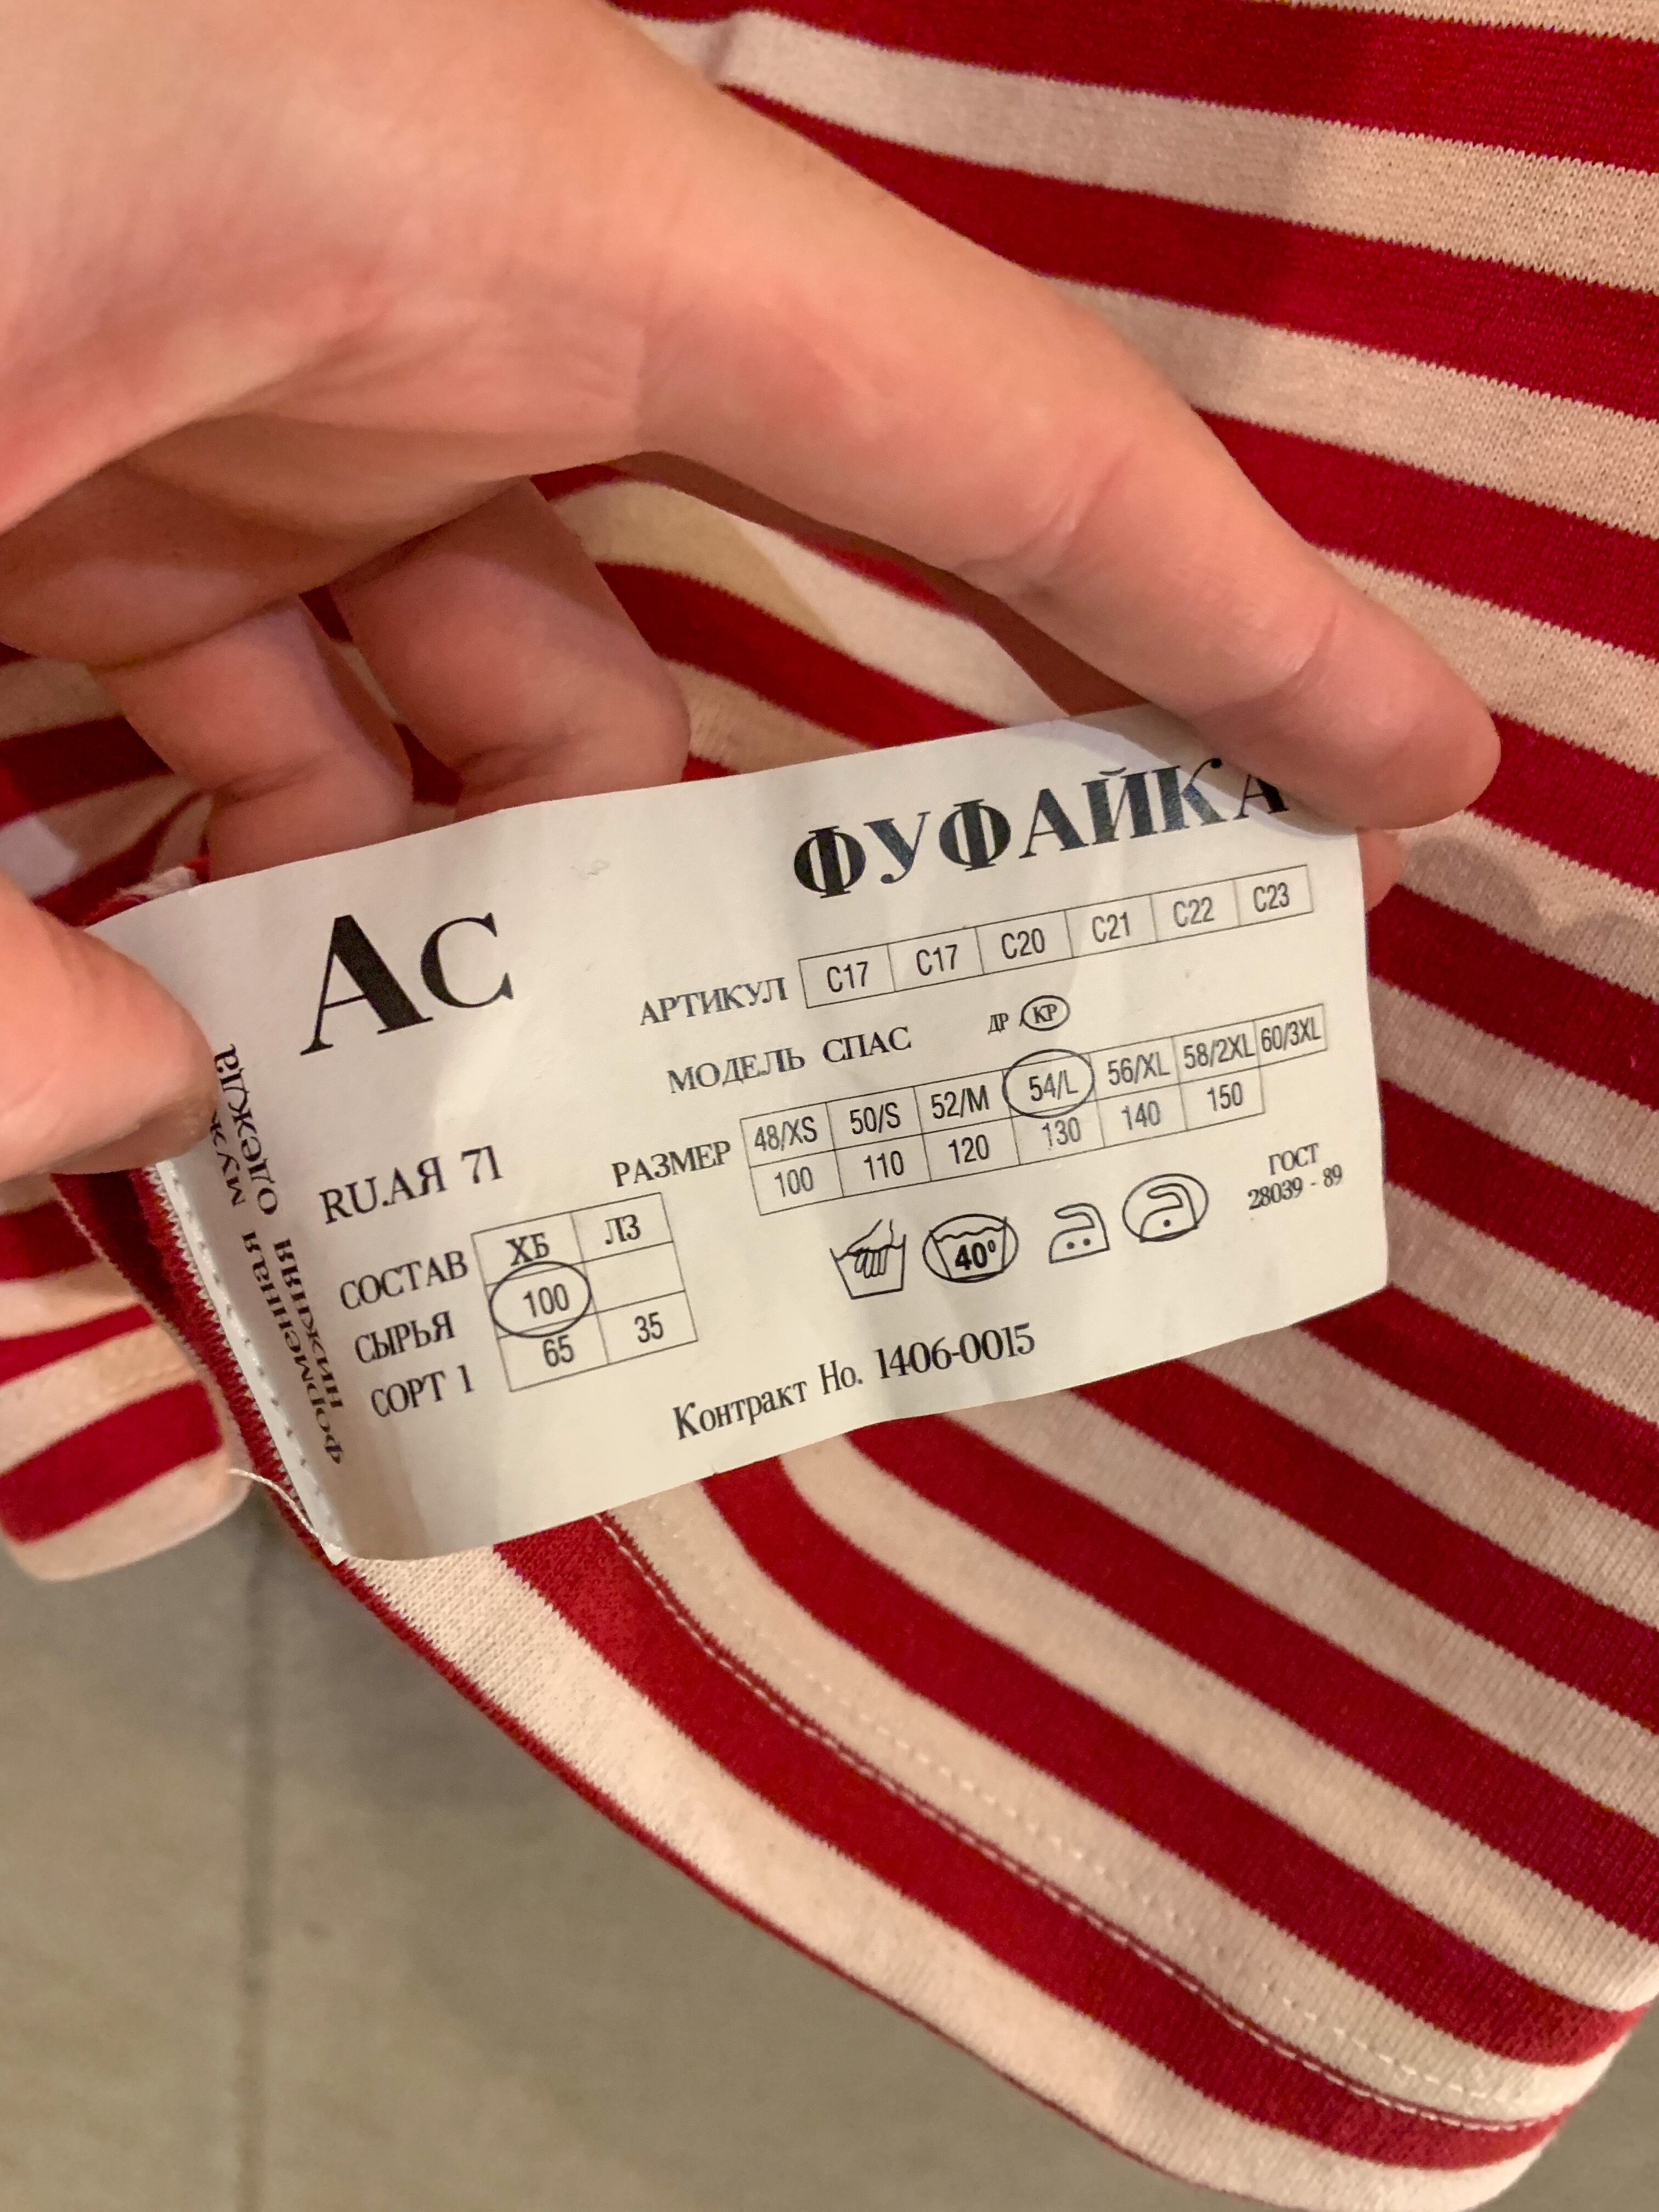 ФУФАЙКА
Ас
АРТИКУЛ С17 С17 С20 С21 С22 С23
МОДЕЛЬ СПАС ДР КР
RU.АЯ 71
РАЗМЕР 48/XS 50/S 52/M 54/L 56/XL 58/2XL 60/3XL
100 110 120 130 140 150
СОСТАВ ХБ ЛЗ
СЫРЬЯ 100
СОРТ 1 65 35
40°
ГОСТ
28039 - 89
Контракт Но. 1406-0015
форменная
нижняя одежда